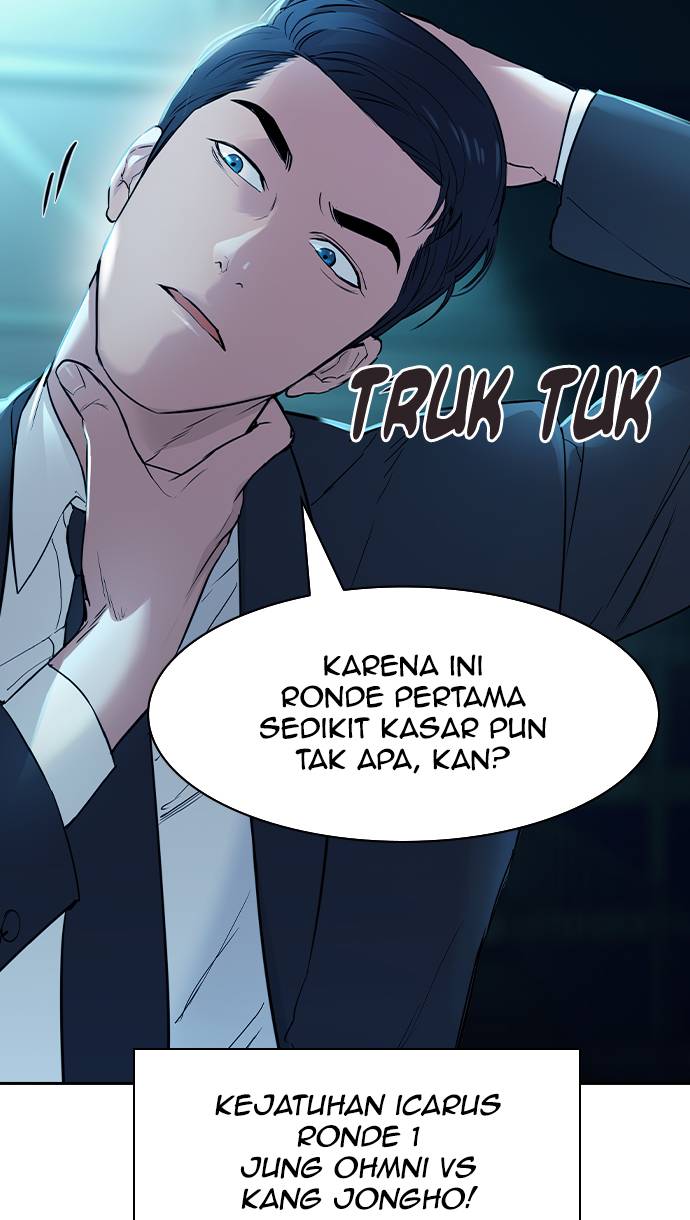 TRUK TUK
KARENA INI
RONDE PERTAMA
SEDIKIT KASAR PUN
TAK APA, KAN?
KEJATUHAN ICARUS
RONDE 1
JUNG OHMNI VS
KANG JONGHO!